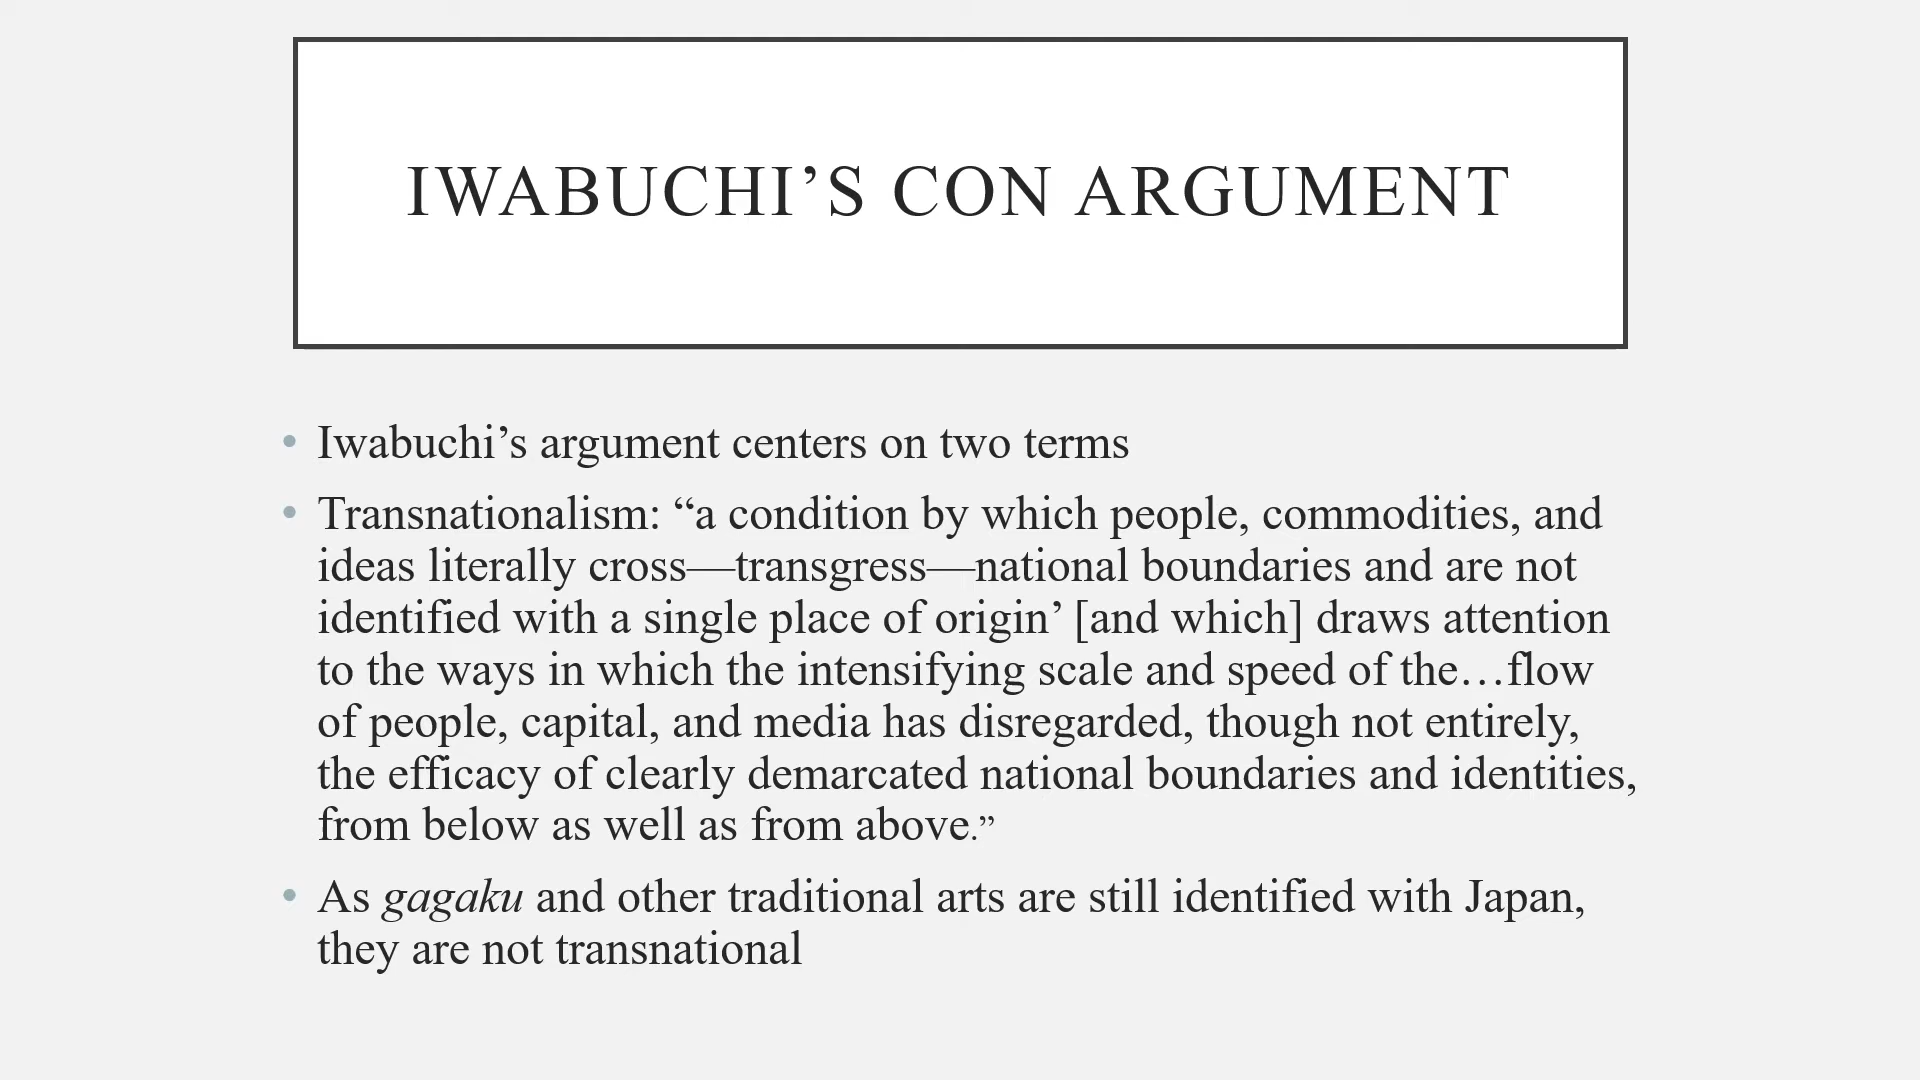 IWABUCHI’S CON ARGUMENT
• Iwabuchi’s argument centers on two terms
• Transnationalism: “a condition by which people, commodities, and
ideas literally cross—transgress—national boundaries and are not
identified with a single place of origin’ [and which] draws attention
to the ways in which the intensifying scale and speed of the…flow
of people, capital, and media has disregarded, though not entirely,
the efficacy of clearly demarcated national boundaries and identities,
from below as well as from above.”
• As gagaku and other traditional arts are still identified with Japan,
they are not transnational